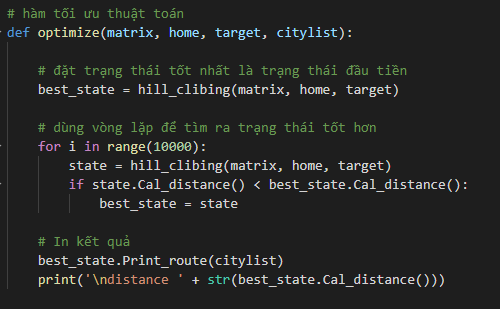 # hàm tối ưu thuật toán
def optimize(matrix, home, target, citylist):
# đặt trạng thái tốt nhất là trạng thái đầu tiền
best_state = hill_clibing(matrix, home, target)
# dùng vòng lặp để tìm ra trạng thái tốt hơn
for i in range(10000):
state = hill_clibing(matrix, home, target)
if state.Cal_distance() < best_state.Cal_distance():
best_state = state
# In kết quả
best_state.Print_route(citylist)
print('\ndistance ' + str(best_state.Cal_distance()))